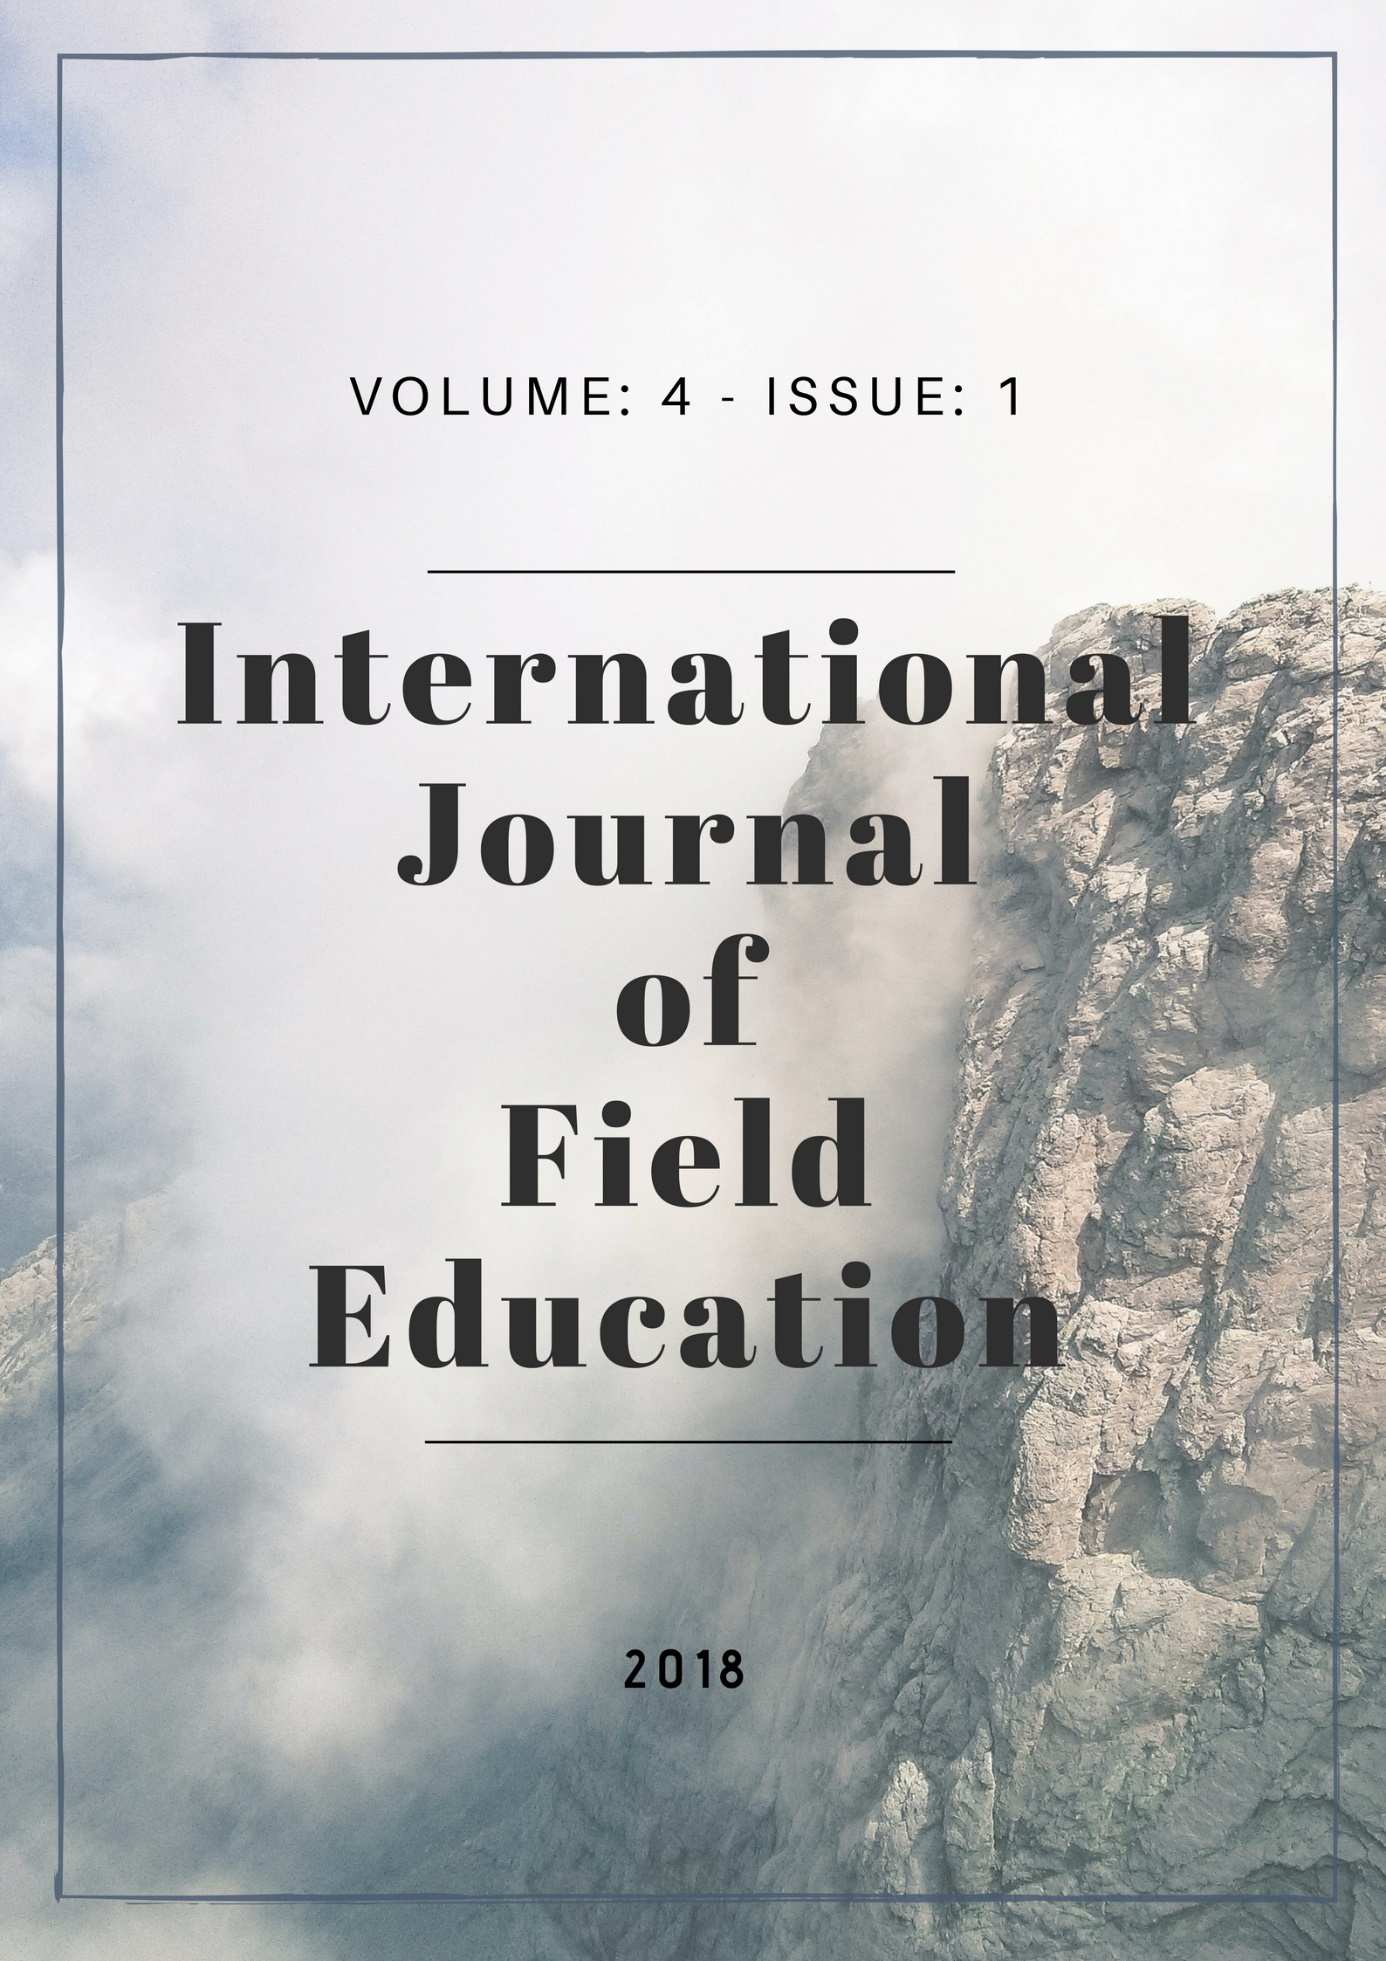 VOLUME: 4 - ISSUE: 1
International
Journal
of
Field
Education
2018